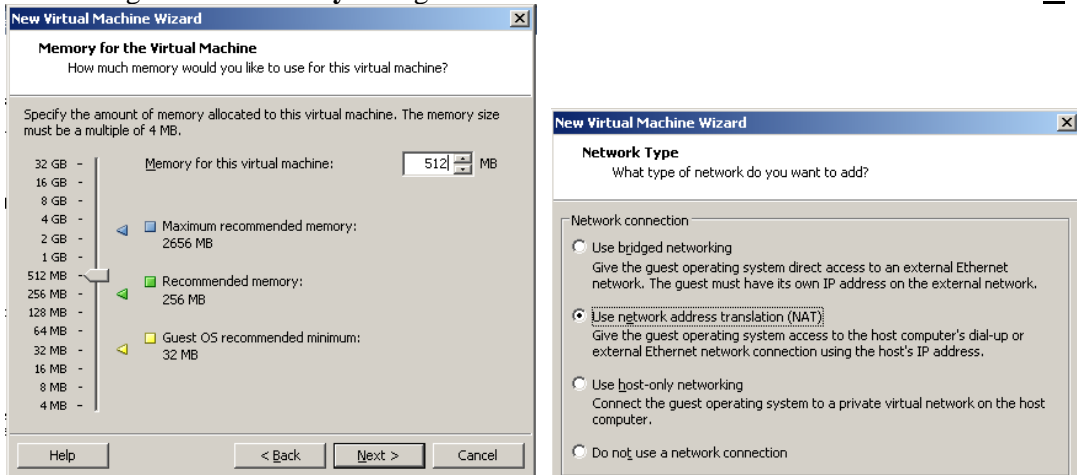 New Virtual Machine Wizard
Memory for the Virtual Machine
How much memory would you like to use for this virtual machine?
Specify the amount of memory allocated to this virtual machine. The memory size
must be a multiple of 4 MB.
Memory for this virtual machine: 512 MB
32 GB
16 GB
8 GB
4 GB
2 GB
1 GB
512 MB
256 MB
128 MB
64 MB
32 MB
16 MB
8 MB
4 MB
Maximum recommended memory:
2656 MB
Recommended memory:
256 MB
Guest OS recommended minimum:
32 MB
Help < Back Next > Cancel
New Virtual Machine Wizard
Network Type
What type of network do you want to add?
Network connection
Use bridged networking
Give the guest operating system direct access to an external Ethernet
network. The guest must have its own IP address on the external network.
Use network address translation (NAT)
Give the guest operating system access to the host computer's dial-up or
external Ethernet network connection using the host's IP address.
Use host-only networking
Connect the guest operating system to a private virtual network on the host
computer.
Do not use a network connection